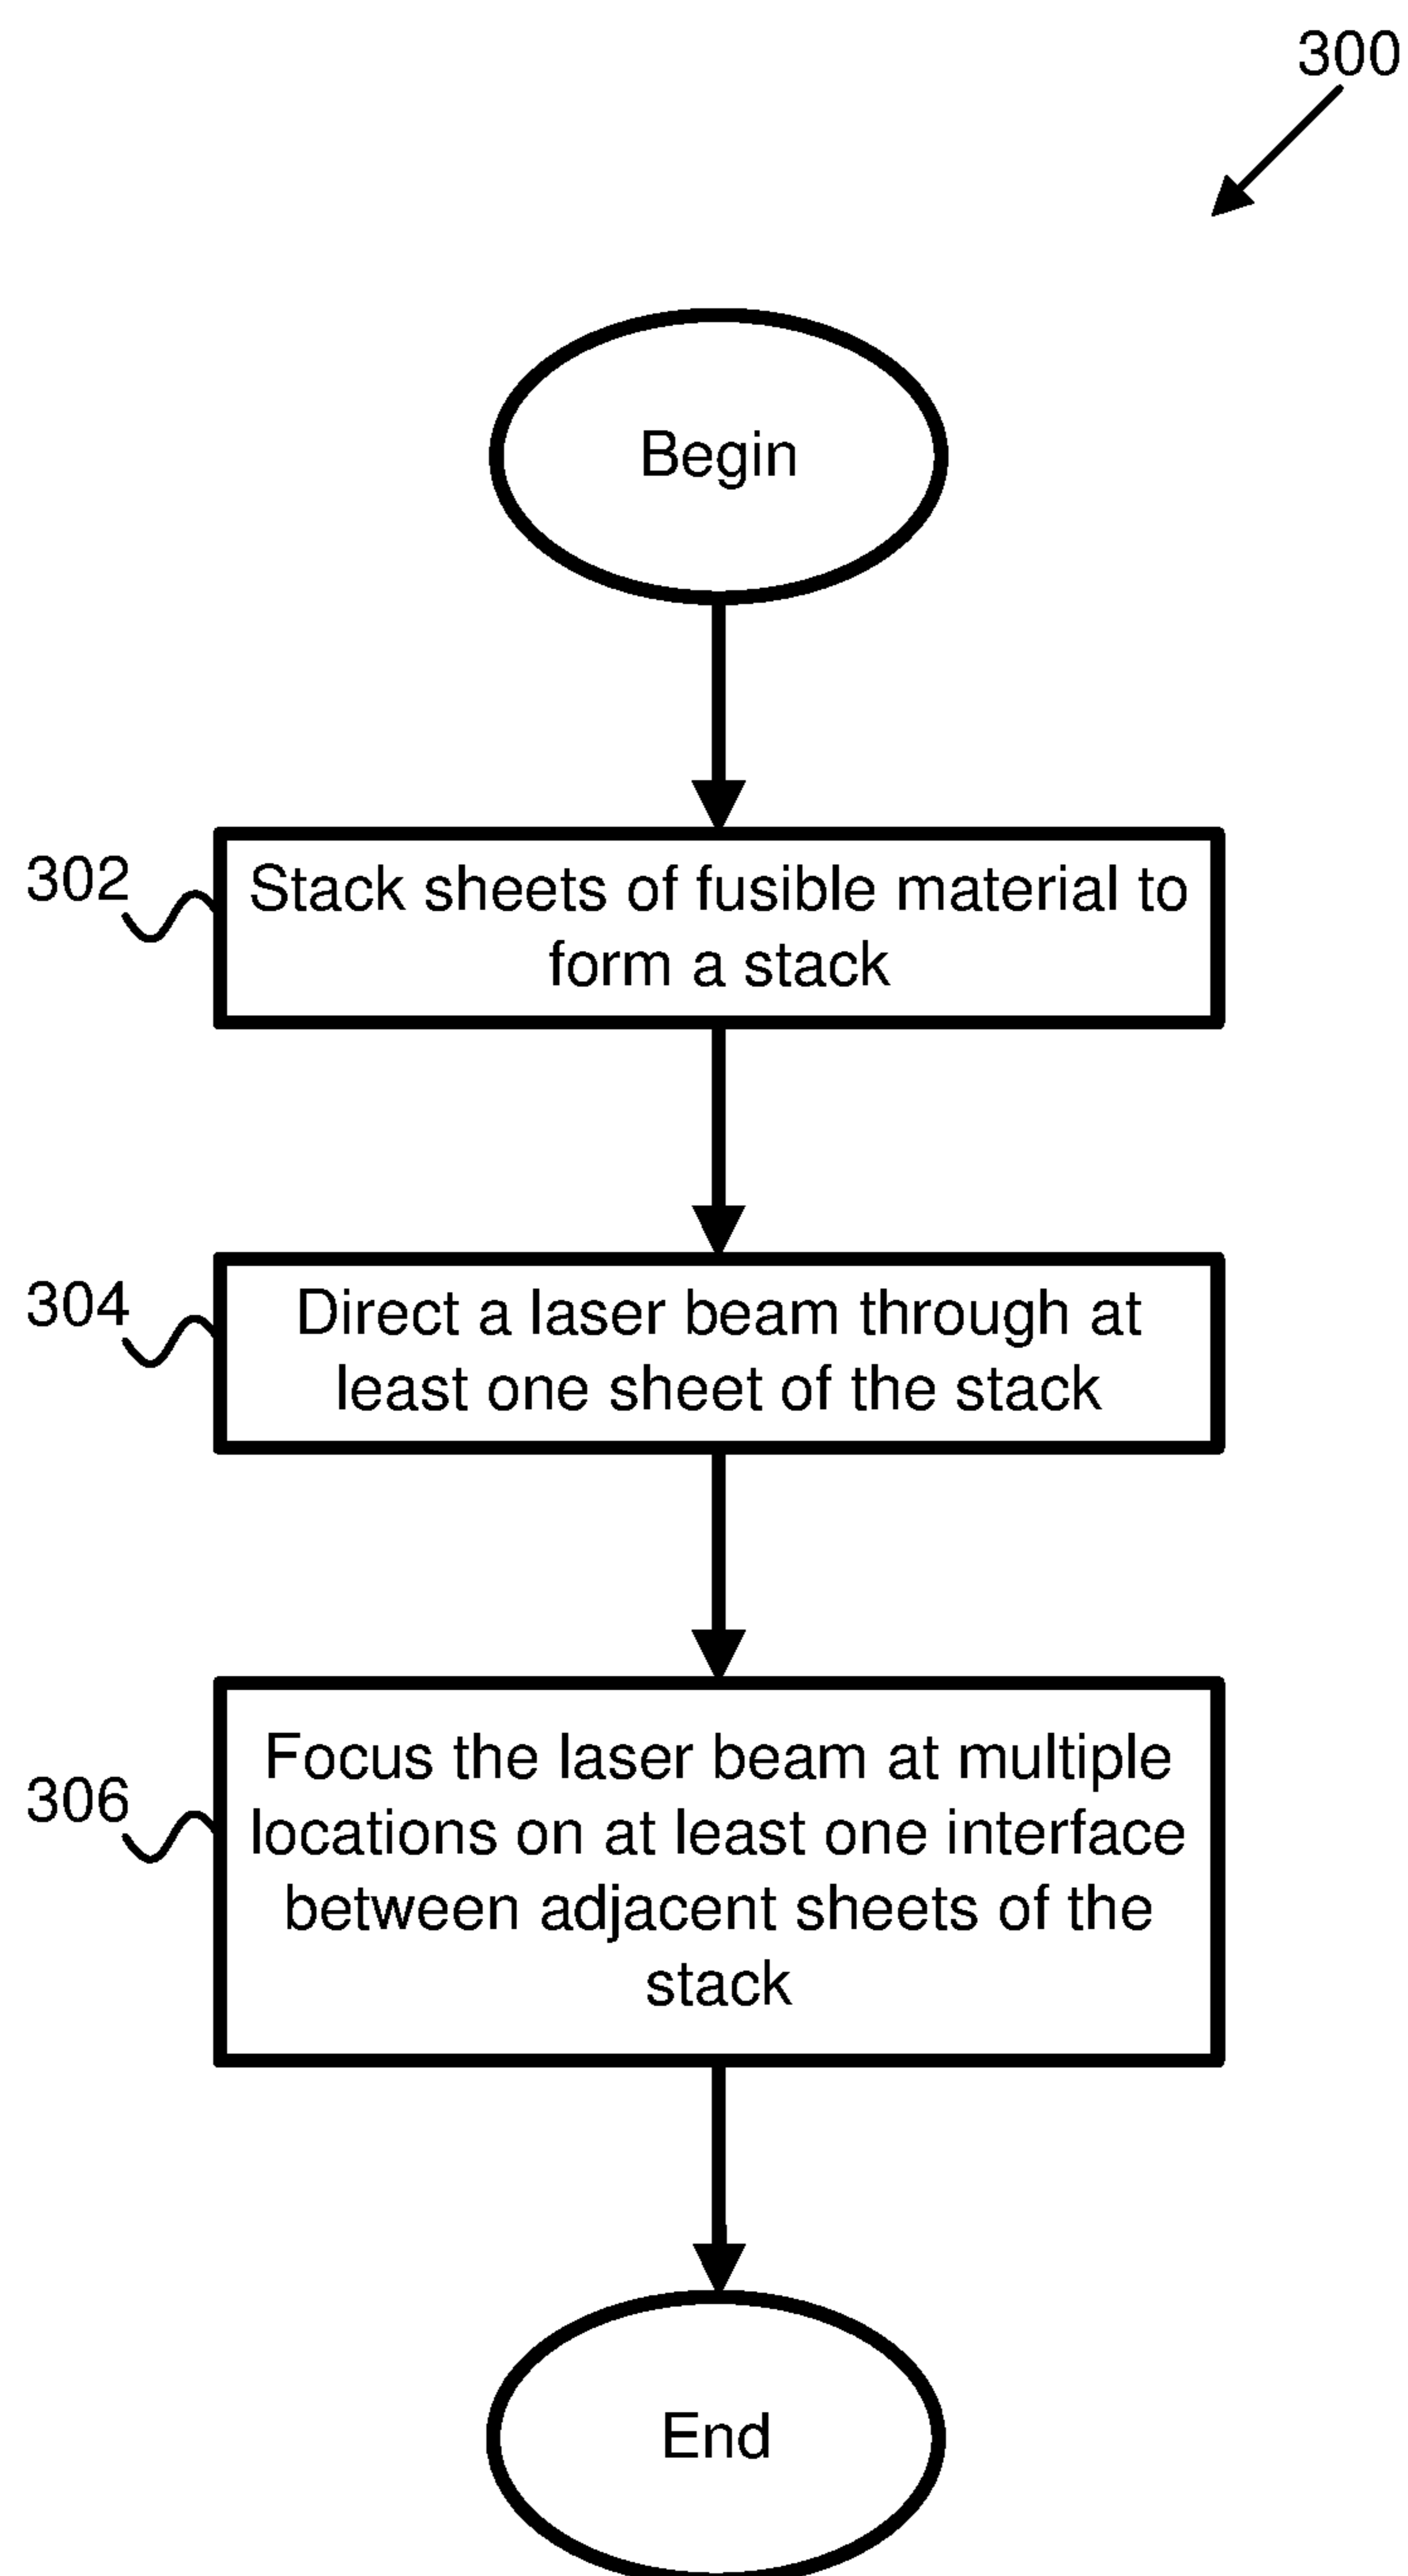 300
Begin
302
Stack sheets of fusible material to
form a stack
304
Direct a laser beam through at
least one sheet of the stack
306
Focus the laser beam at multiple
locations on at least one interface
between adjacent sheets of the
stack
End